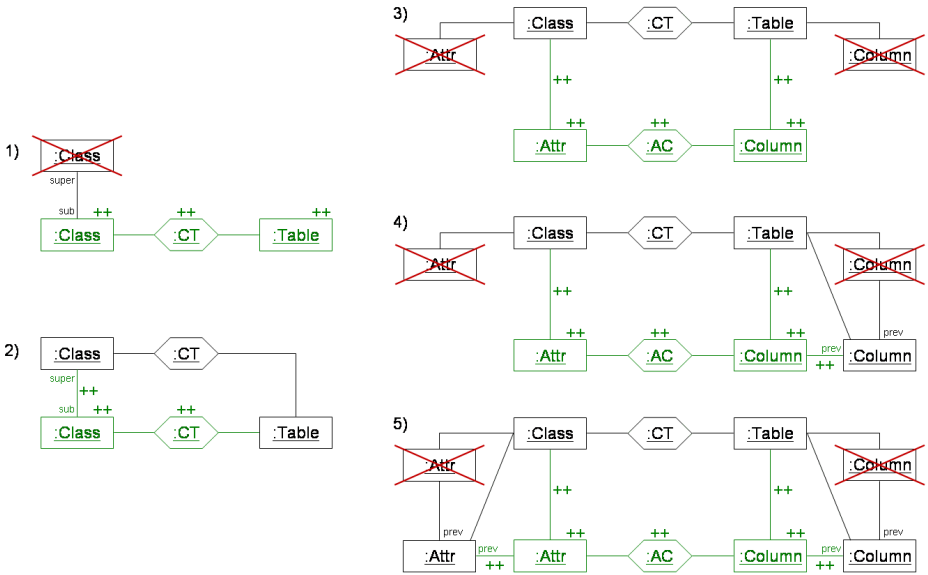 1)
:Class
super
sub
++ ++ ++
:Class :CT :Table
2)
:Class :CT
super
++
sub ++ ++
:Class :CT :Table
3)
:Class :CT :Table
:Attr :Column
++ ++
++ ++ ++
:Attr :AC :Column
4)
:Class :CT :Table
:Attr :Column
++ ++
++ ++ ++
prev prev
:Attr :AC :Column ++ :Column
5)
:Class :CT :Table
:Attr :Column
++ ++
prev ++ ++ ++ prev
prev prev
:Attr ++ :Attr :AC :Column ++ :Column